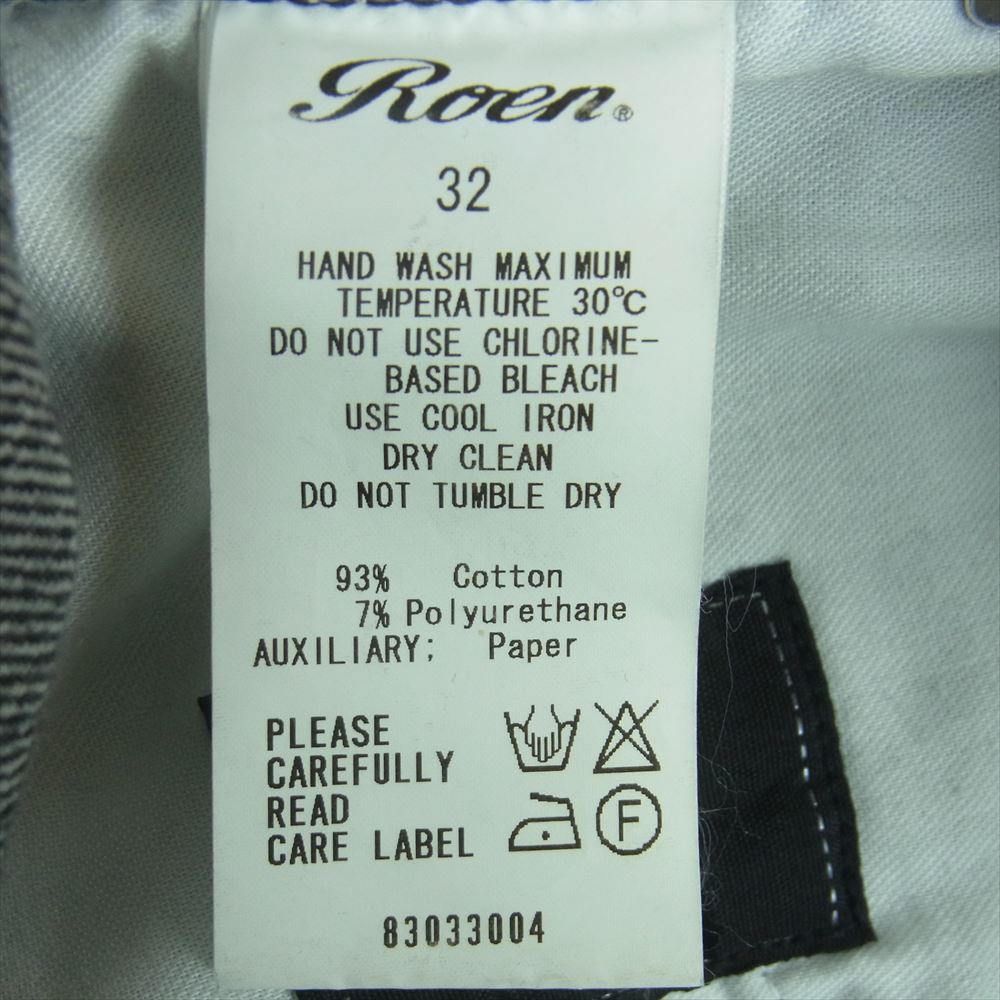 Roen®
32
HAND WASH MAXIMUM
TEMPERATURE 30℃
DO NOT USE CHLORINE-
BASED BLEACH
USE COOL IRON
DRY CLEAN
DO NOT TUMBLE DRY
93% Cotton
7% Polyurethane
AUXILIARY; Paper
PLEASE
CAREFULLY
READ
CARE LABEL
F
83033004